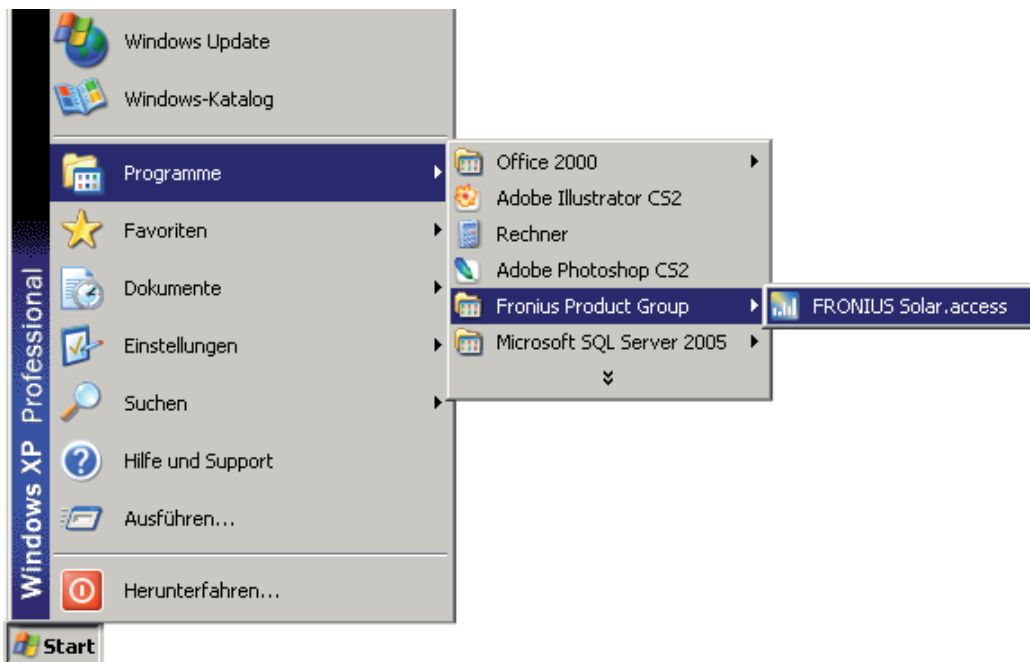 Windows Update
Windows-Katalog
Programme
Favoriten
Dokumente
Einstellungen
Suchen
Hilfe und Support
Ausführen...
Herunterfahren...
Windows XP Professional
Start
Office 2000
Adobe Illustrator CS2
Rechner
Adobe Photoshop CS2
Fronius Product Group
Microsoft SQL Server 2005
FRONIUS Solar.access